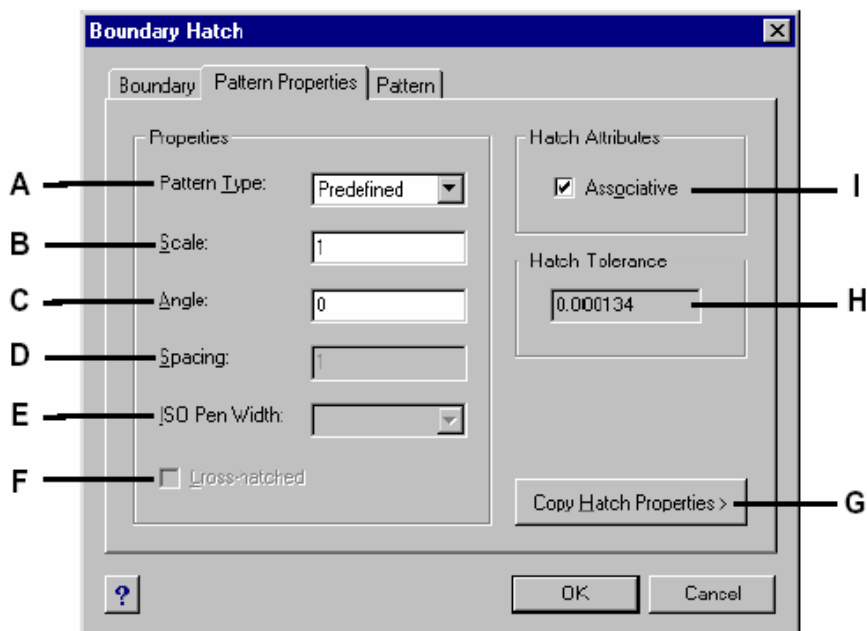 Boundary Hatch
Boundary Pattern Properties Pattern
Properties
Hatch Attributes
A Pattern Type: Predefined
Associative I
B Scale: 1
Hatch Tolerance
C Angle: 0
0.000134 H
D Spacing: 1
E ISO Pen Width:
F Cross-hatched
Copy Hatch Properties > G
? OK Cancel